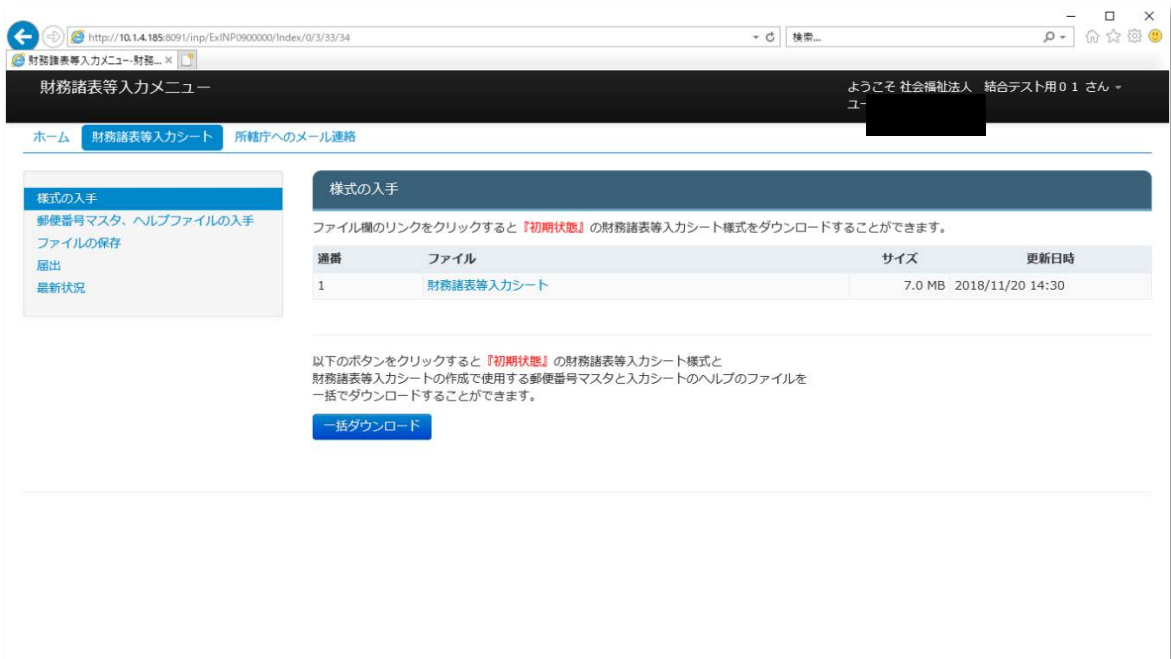 http://10.1.4.185:8091/inp/ExINP0900000/Index/0/3/33/34
検索...
財務諸表等入力メニュー-財務...
財務諸表等入力メニュー
ようこそ 社会福祉法人 結合テスト用０１ さん
ユー
ホーム 財務諸表等入力シート 所轄庁へのメール連絡
様式の入手
郵便番号マスタ、ヘルプファイルの入手
ファイルの保存
届出
最新状況
様式の入手
ファイル欄のリンクをクリックすると『初期状態』の財務諸表等入力シート様式をダウンロードすることができます。
通番 ファイル サイズ 更新日時
1 財務諸表等入力シート 7.0 MB 2018/11/20 14:30
以下のボタンをクリックすると『初期状態』の財務諸表等入力シート様式と
財務諸表等入力シートの作成で使用する郵便番号マスタと入力シートのヘルプのファイルを
一括でダウンロードすることができます。
一括ダウンロード